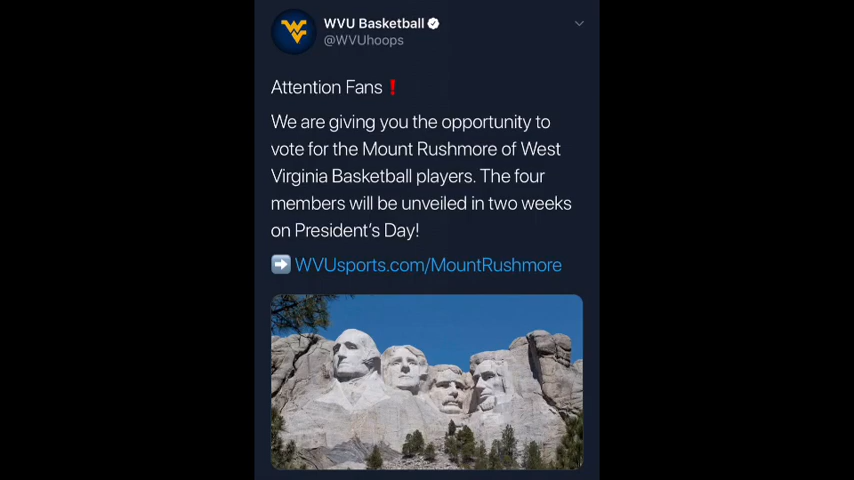 WVU Basketball
@WVUhoops
Attention Fans❗
We are giving you the opportunity to
vote for the Mount Rushmore of West
Virginia Basketball players. The four
members will be unveiled in two weeks
on President's Day!
➡️ WVUsports.com/MountRushmore